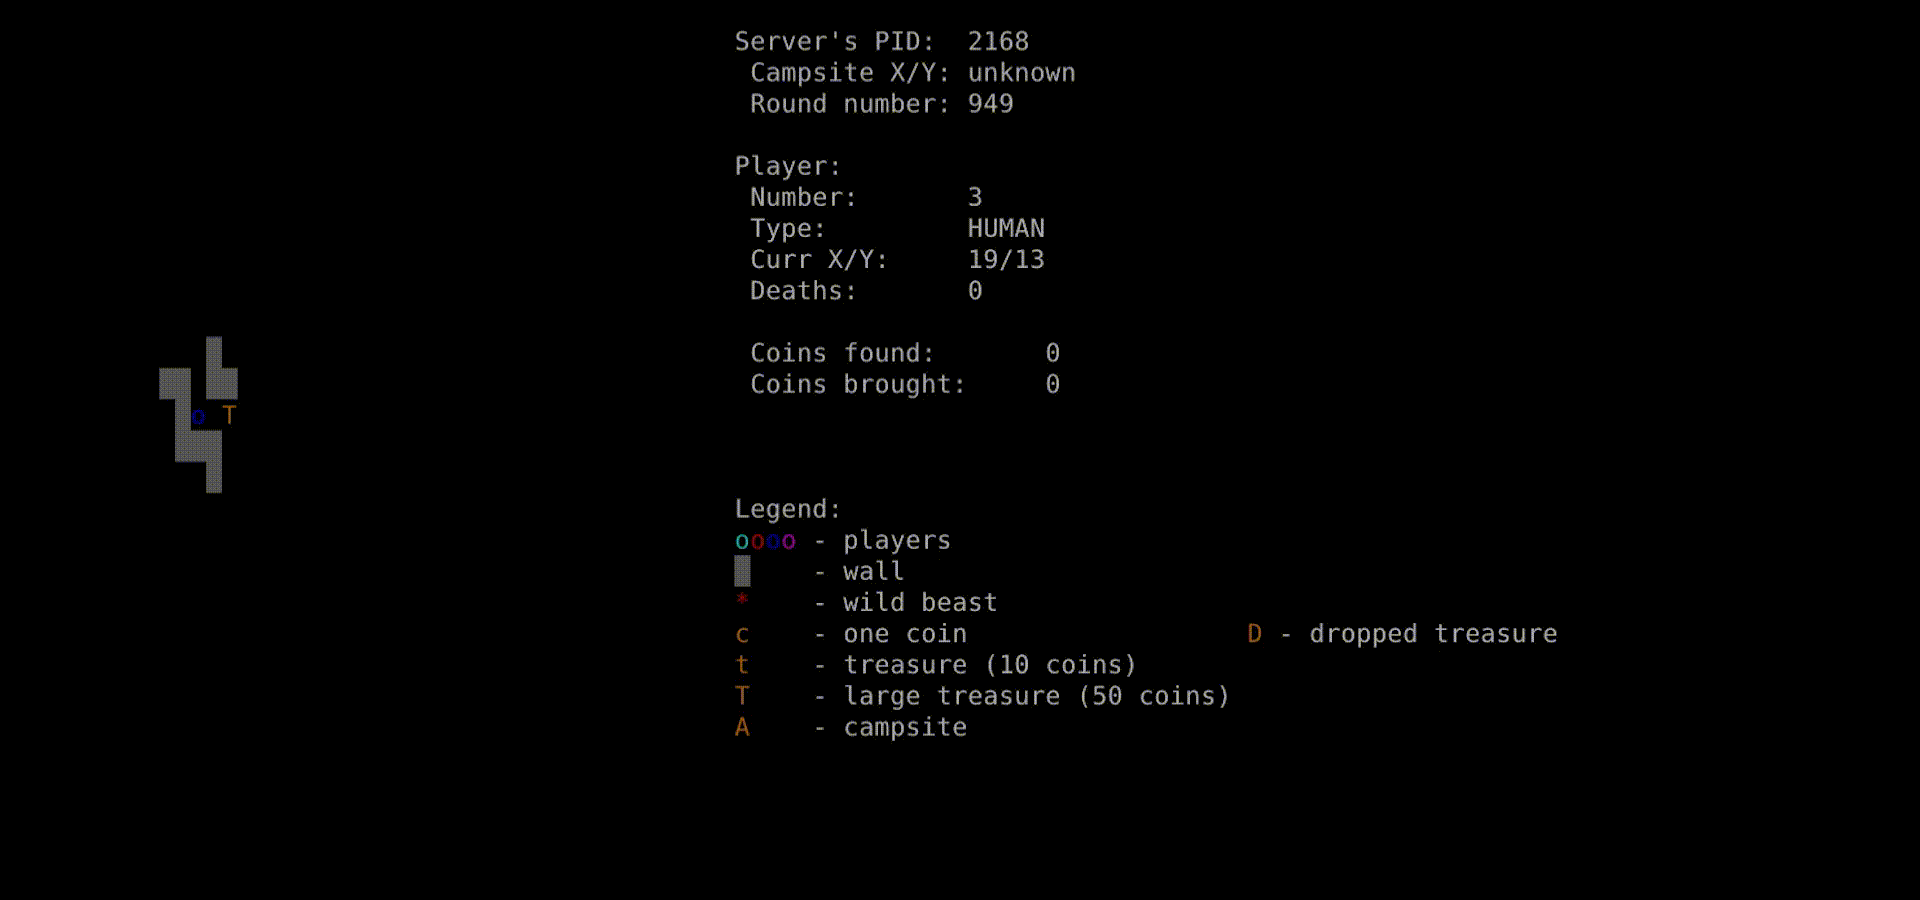 Server's PID: 2168
Campsite X/Y: unknown
Round number: 949
Player:
Number: 3
Type: HUMAN
Curr X/Y: 19/13
Deaths: 0
Coins found: 0
Coins brought: 0
o T
Legend:
oooo - players
- wall
* - wild beast
c - one coin D - dropped treasure
t - treasure (10 coins)
T - large treasure (50 coins)
A - campsite